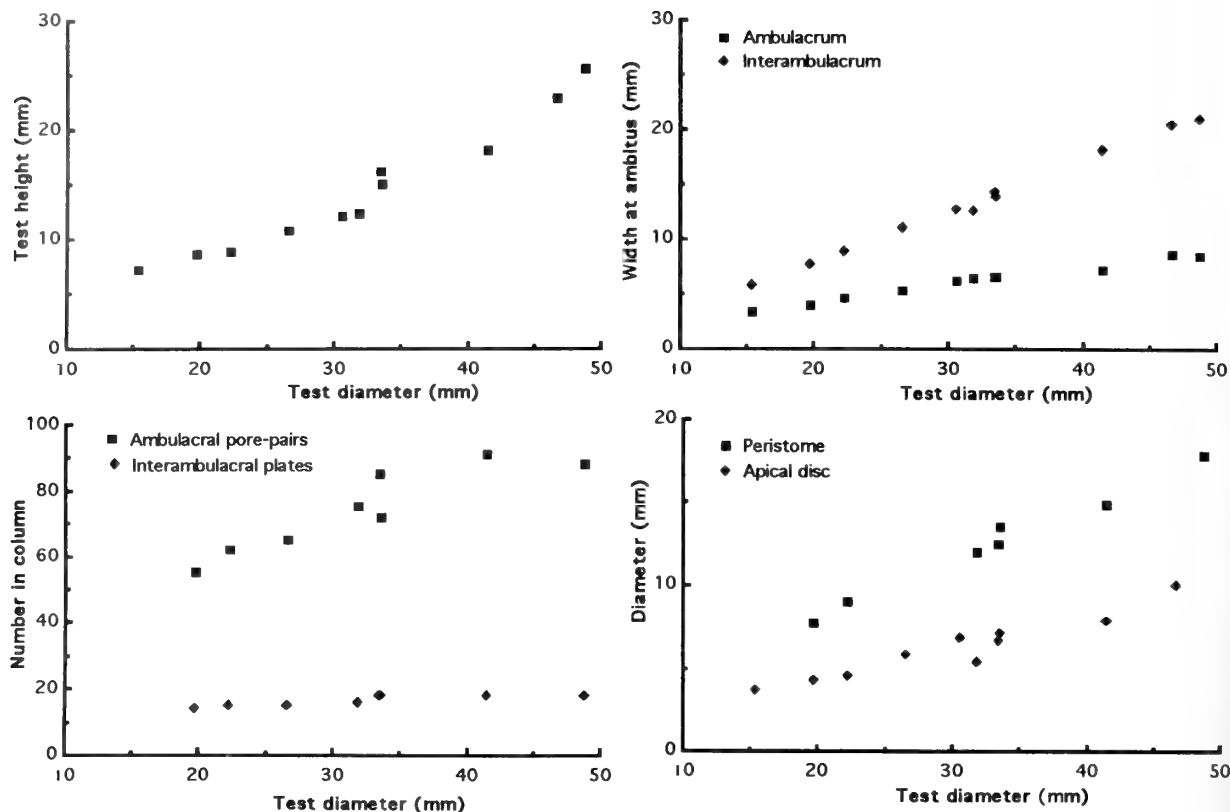 30
20
10
0
Test height (mm)
10 20 30 40 50
Test diameter (mm)
30
20
10
0
Width at ambitus (mm)
Ambulacrum
Interambulacrum
10 20 30 40 50
Test diameter (mm)
100
80
60
40
20
0
Number in column
Ambulacral pore-pairs
Interambulacral plates
10 20 30 40 50
Test diameter (mm)
20
10
0
Diameter (mm)
Peristome
Apical disc
10 20 30 40 50
Test diameter (mm)